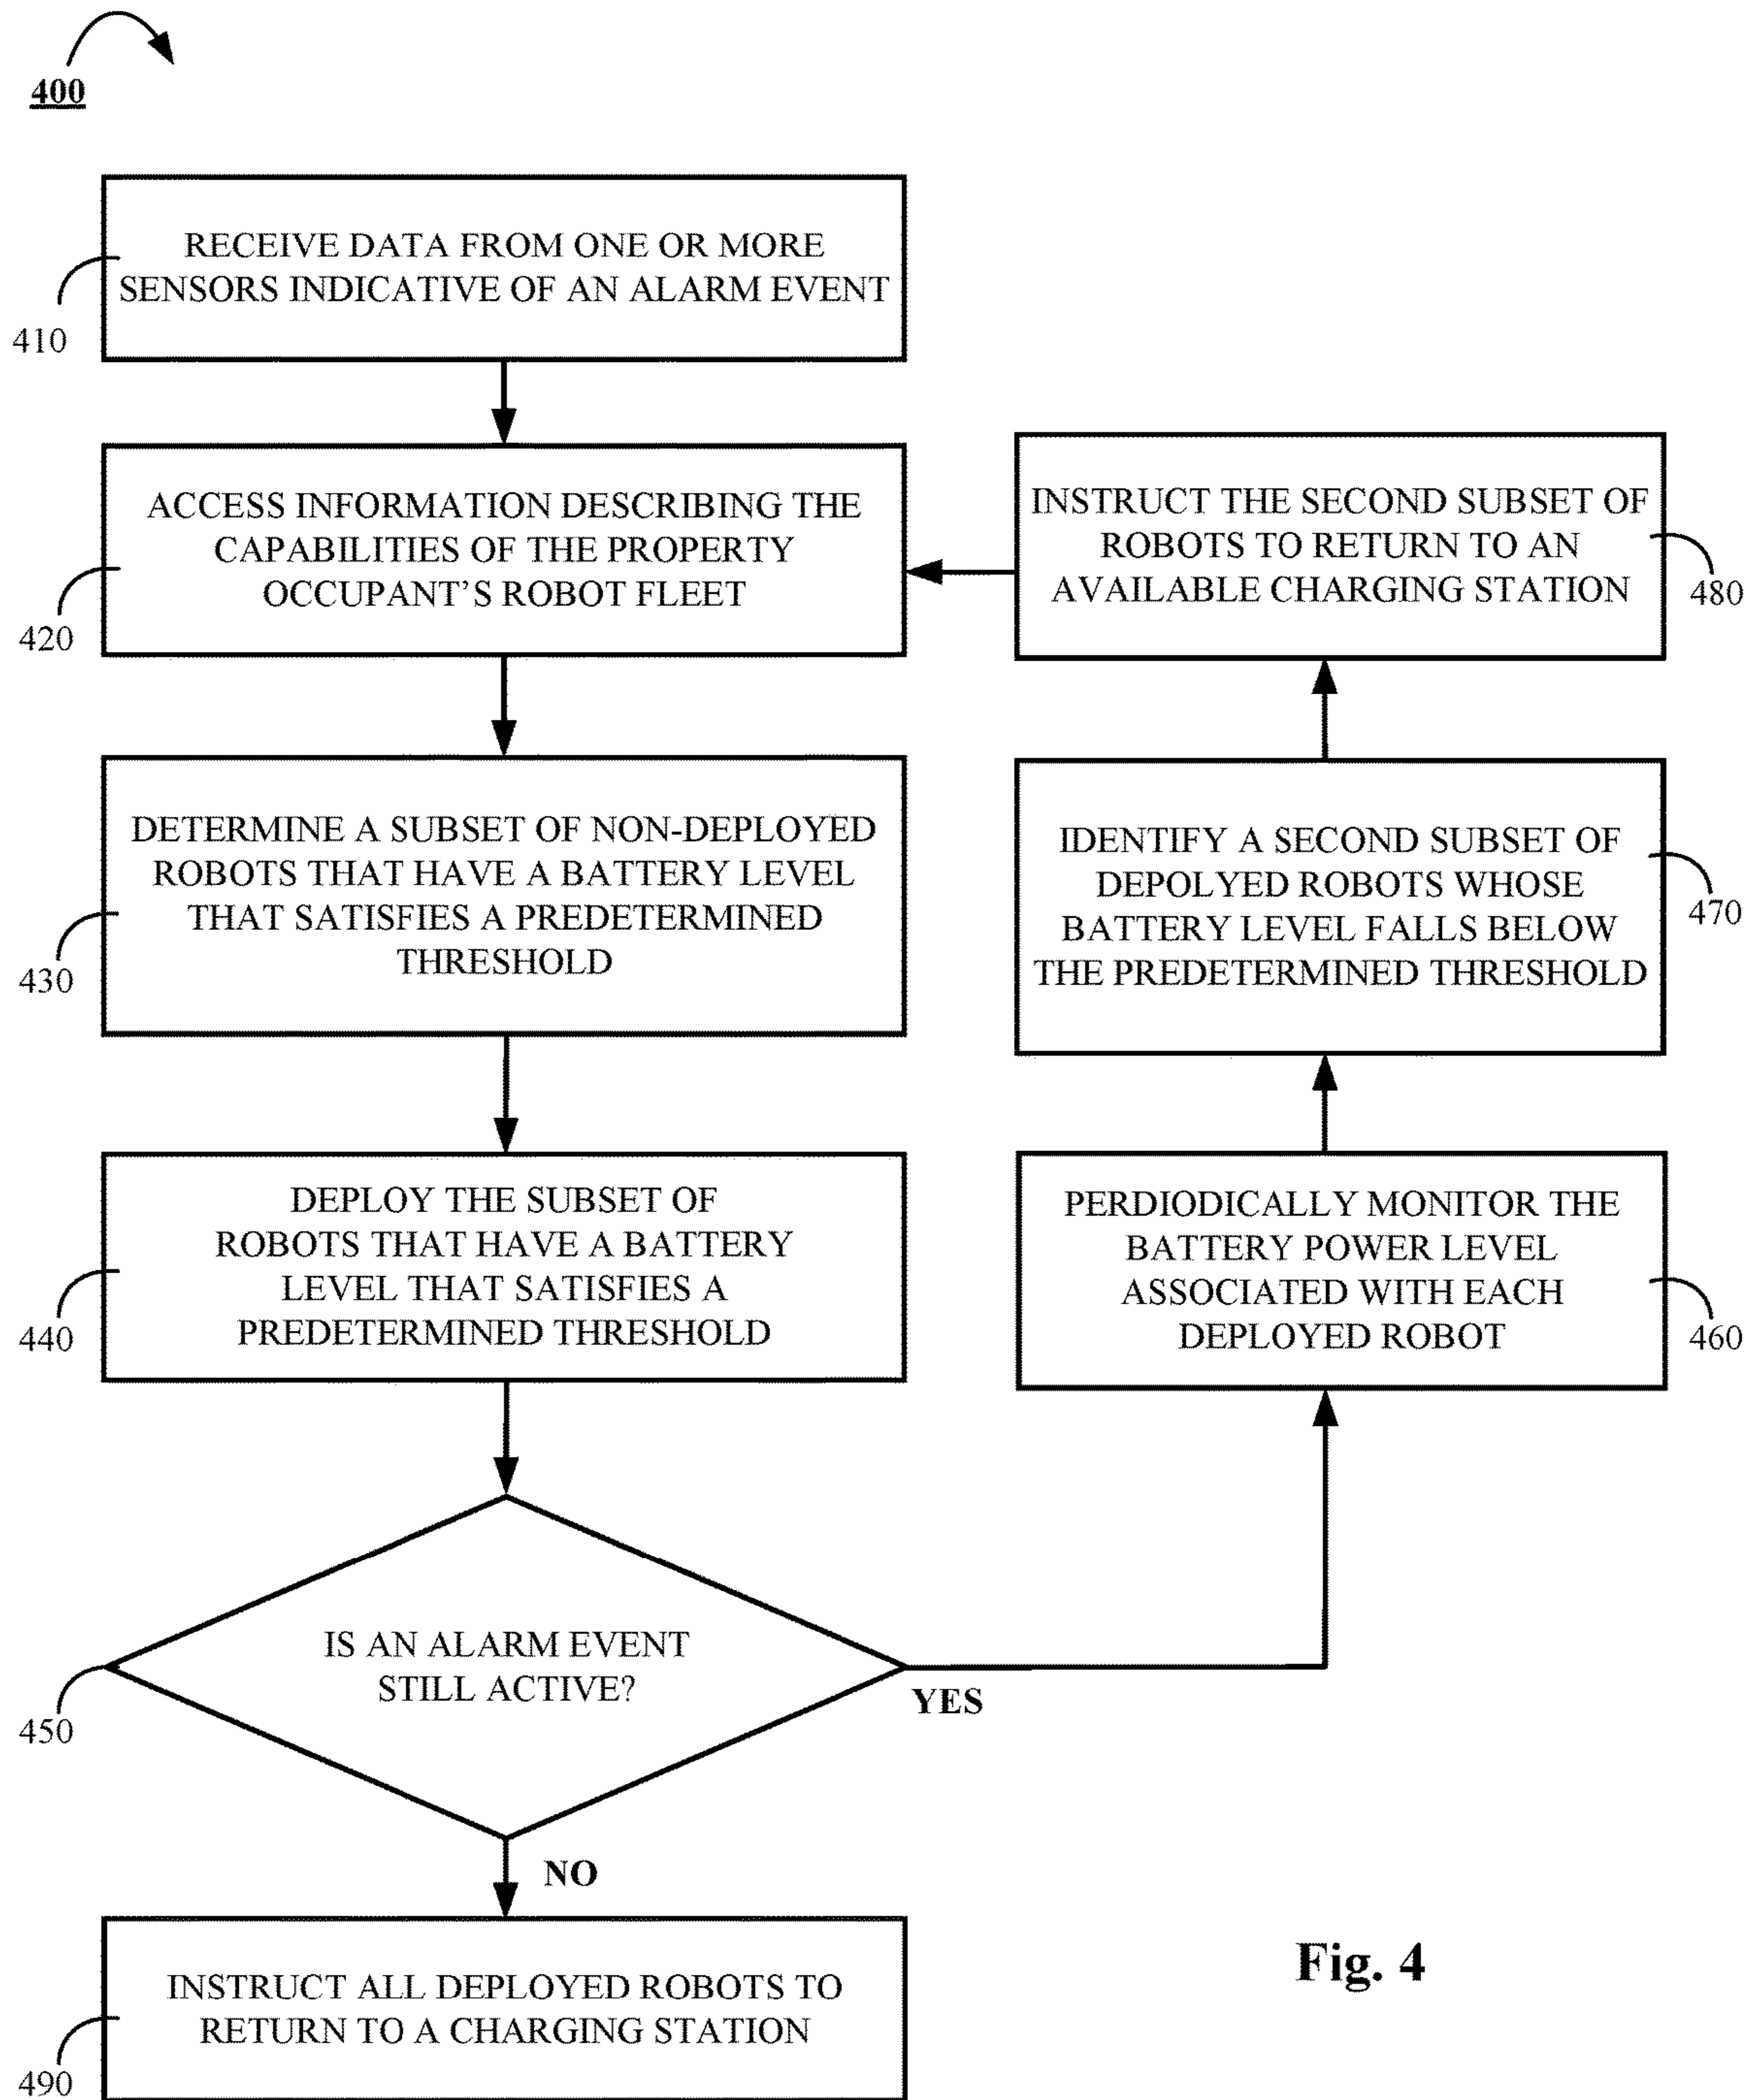 400
RECEIVE DATA FROM ONE OR MORE
SENSORS INDICATIVE OF AN ALARM EVENT
410
ACCESS INFORMATION DESCRIBING THE
CAPABILITIES OF THE PROPERTY
OCCUPANT'S ROBOT FLEET
420
DETERMINE A SUBSET OF NON-DEPLOYED
ROBOTS THAT HAVE A BATTERY LEVEL
THAT SATISFIES A PREDETERMINED
THRESHOLD
430
DEPLOY THE SUBSET OF
ROBOTS THAT HAVE A BATTERY
LEVEL THAT SATISFIES A
PREDETERMINED THRESHOLD
440
IS AN ALARM EVENT
STILL ACTIVE?
450
YES
PERDIODICALLY MONITOR THE
BATTERY POWER LEVEL
ASSOCIATED WITH EACH
DEPLOYED ROBOT
460
IDENTIFY A SECOND SUBSET OF
DEPOLYED ROBOTS WHOSE
BATTERY LEVEL FALLS BELOW
THE PREDETERMINED THRESHOLD
470
INSTRUCT THE SECOND SUBSET OF
ROBOTS TO RETURN TO AN
AVAILABLE CHARGING STATION
480
NO
INSTRUCT ALL DEPLOYED ROBOTS TO
RETURN TO A CHARGING STATION
490
Fig. 4